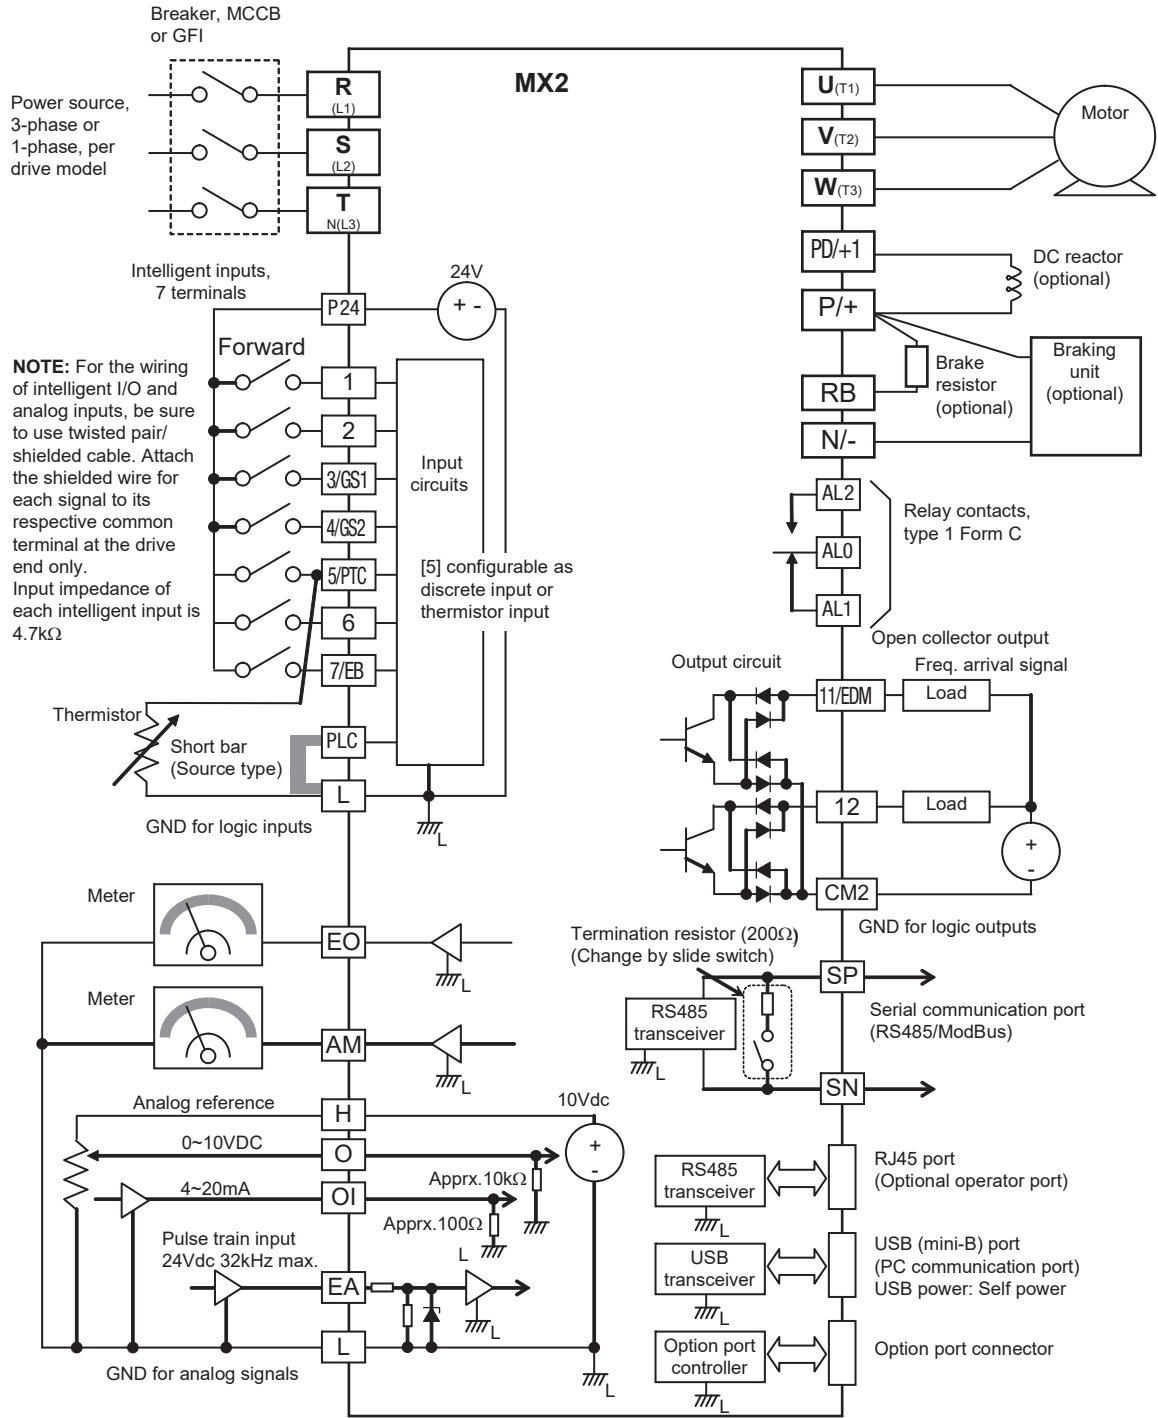 Breaker, MCCB
or GFI
MX2
Power source,
3-phase or
1-phase, per
drive model
R
(L1)
S
(L2)
T
N(L3)
U(T1)
V(T2)
W(T3)
Motor
PD/+1
P/+
DC reactor
(optional)
Brake
resistor
(optional)
Braking
unit
(optional)
RB
N/-
Intelligent inputs,
7 terminals
24V
+ -
P24
Forward
NOTE: For the wiring
of intelligent I/O and
analog inputs, be sure
to use twisted pair/
shielded cable. Attach
the shielded wire for
each signal to its
respective common
terminal at the drive
end only.
Input impedance of
each intelligent input is
4.7kΩ
1
2
3/GS1
4/GS2
5/PTC
6
7/EB
Input
circuits
[5] configurable as
discrete input or
thermistor input
AL2
AL0
AL1
Relay contacts,
type 1 Form C
Open collector output
Output circuit
Freq. arrival signal
11/EDM
Load
12
Load
+
-
CM2
GND for logic outputs
Thermistor
Short bar
(Source type)
PLC
L
GND for logic inputs
L
Meter
EO
L
Meter
AM
L
Termination resistor (200Ω)
(Change by slide switch)
RS485
transceiver
L
SP
Serial communication port
(RS485/ModBus)
SN
Analog reference
H
10Vdc
+
-
0~10VDC
O
Apprx.10kΩ
4~20mA
OI
Apprx.100Ω
L
Pulse train input
24Vdc 32kHz max.
EA
L
L
GND for analog signals
L
RS485
transceiver
L
RJ45 port
(Optional operator port)
USB
transceiver
L
USB (mini-B) port
(PC communication port)
USB power: Self power
Option port
controller
L
Option port connector